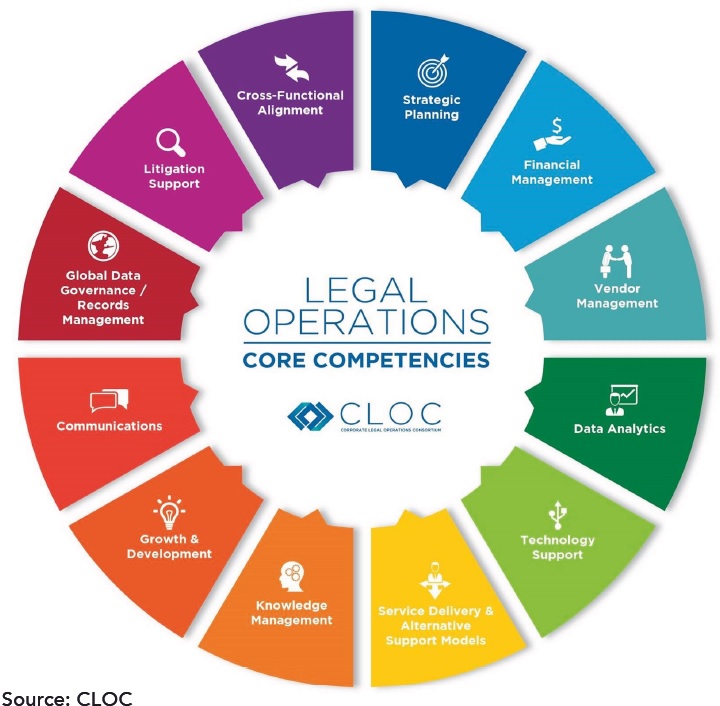 Cross-Functional
Alignment
Strategic
Planning
$
Financial
Management
Vendor
Management
Data Analytics
Technology
Support
Service Delivery &
Alternative
Support Models
Knowledge
Management
Growth &
Development
Communications
Global Data
Governance /
Records
Management
Litigation
Support
LEGAL
OPERATIONS
CORE COMPETENCIES
CLOC
CORPORATE LEGAL OPERATIONS CONSORTIUM
Source: CLOC